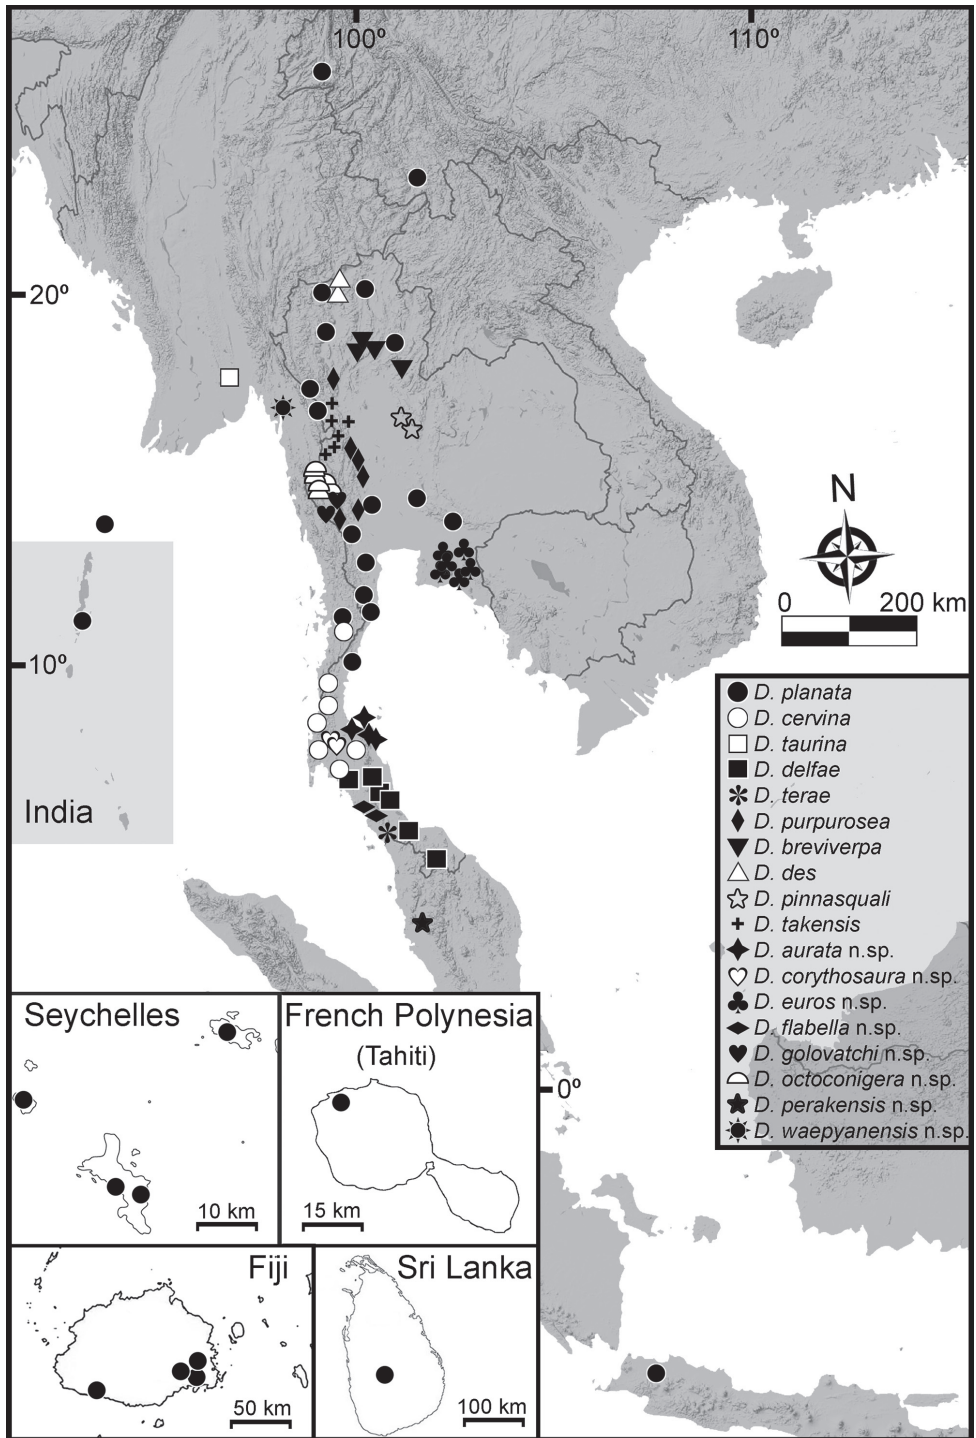 100º
110º
20º
N
0
200 km
10º
India
D. planata
D. cervina
D. taurina
D. delfae
D. terae
D. purpurosea
D. breviverpa
D. des
D. pinnasquali
D. takensis
D. aurata n.sp.
D. corythosaura n.sp.
D. euros n.sp.
D. flabella n.sp.
D. golovatchi n.sp.
D. octoconigera n.sp.
D. perakensis n.sp.
D. waepyanensis n.sp.
0º
Seychelles
10 km
French Polynesia
(Tahiti)
15 km
Fiji
50 km
Sri Lanka
100 km